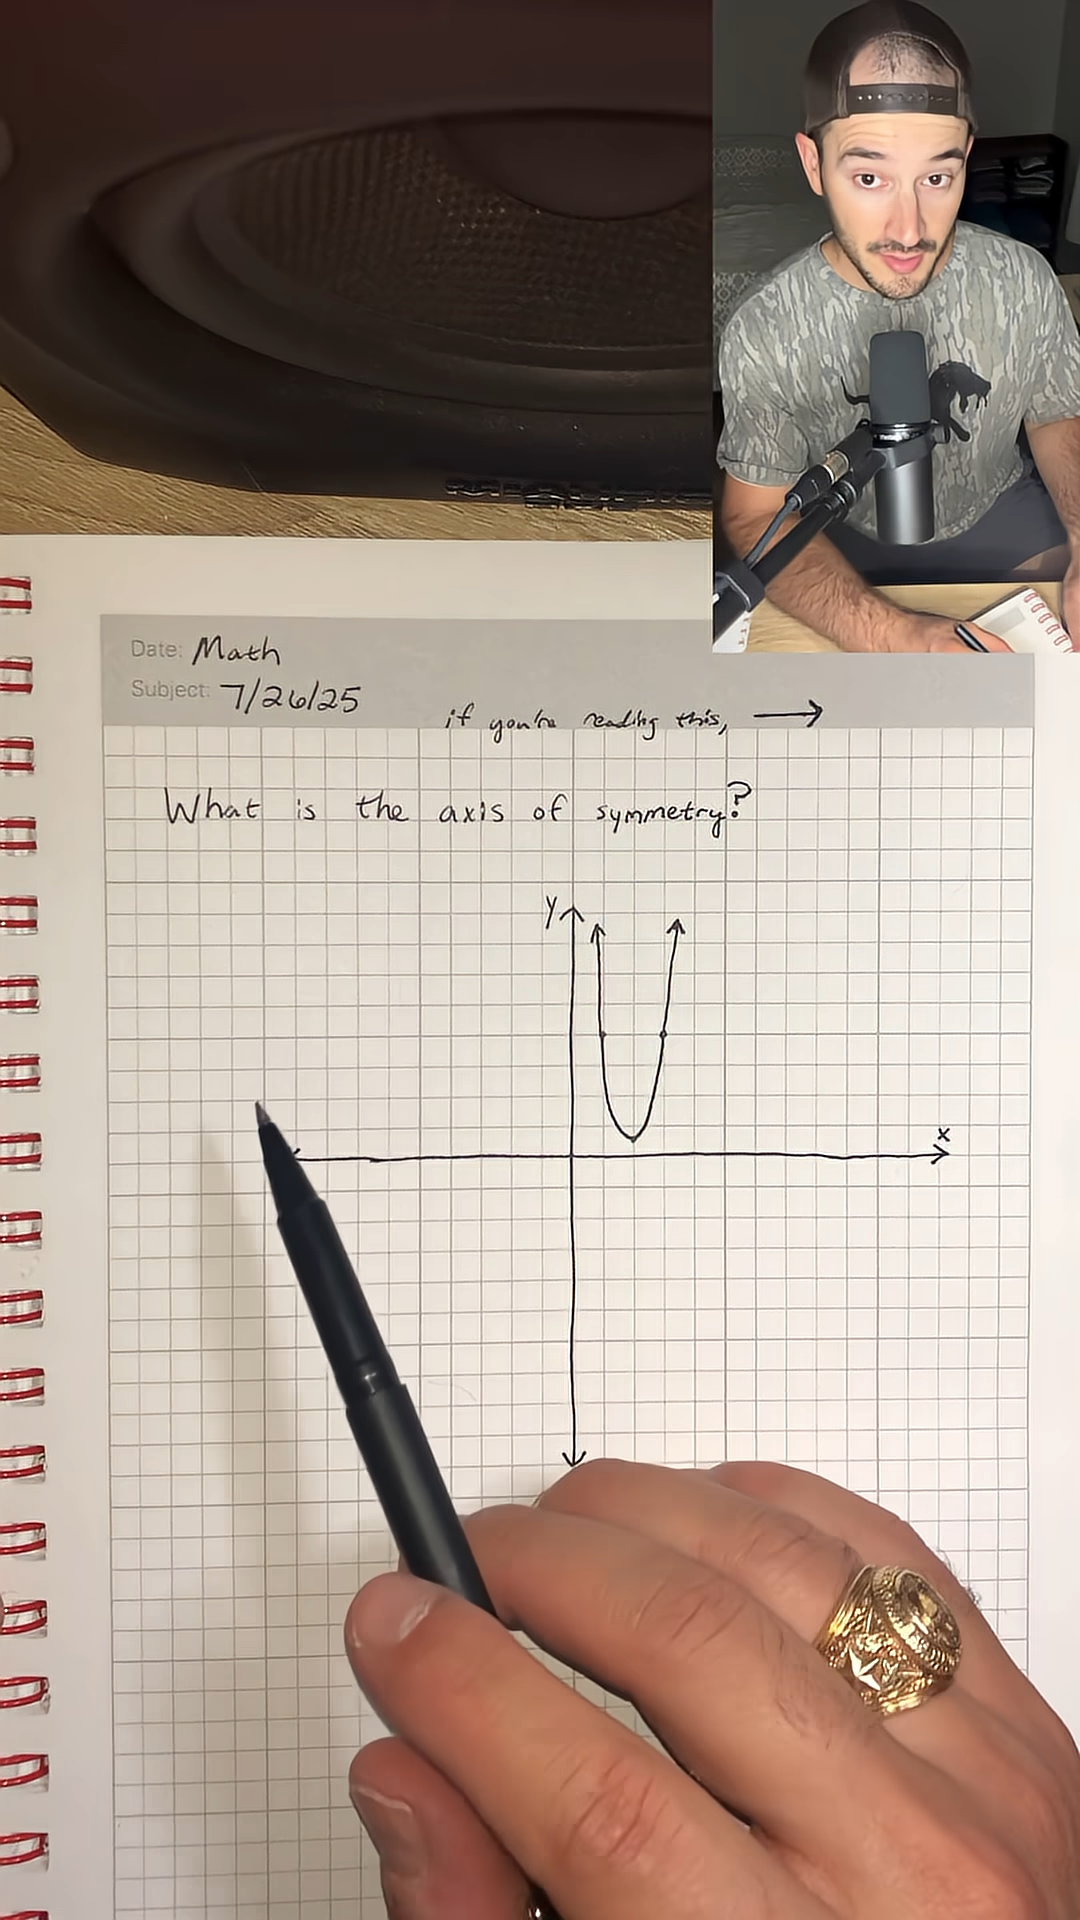 Date: Math
Subject: 7/26/25
if you're reading this, →
What is the axis of symmetry?
y
x